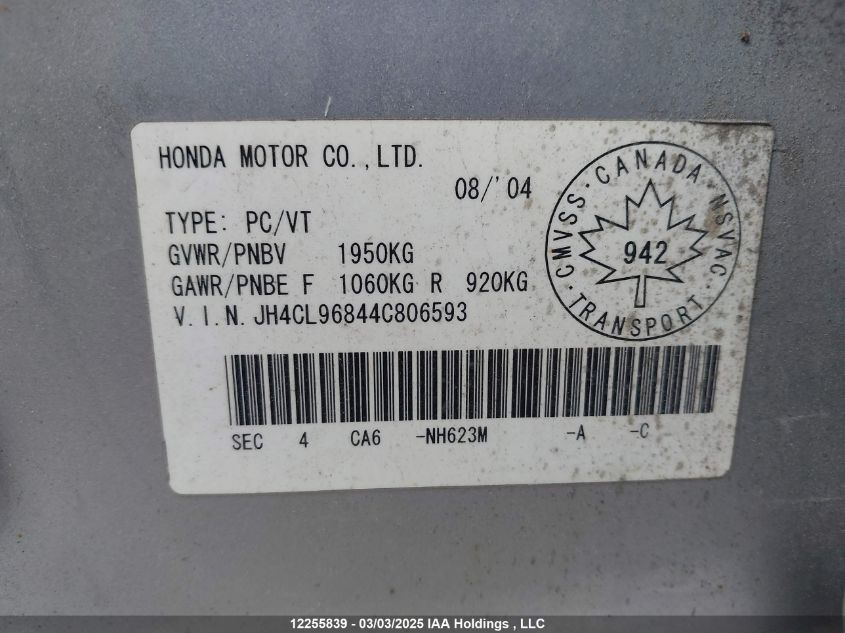 HONDA MOTOR CO.,LTD.
08/'04
TYPE: PC/VT
GVWR/PNBV 1950KG
GAWR/PNBE F 1060KG R 920KG
V.I.N. JH4CL96844C806593
CMVSS · CANADA · NSVAC · TRANSPORT ·
942
SEC 4 CA6 -NH623M -A -C
12255839 - 03/03/2025 IAA Holdings , LLC